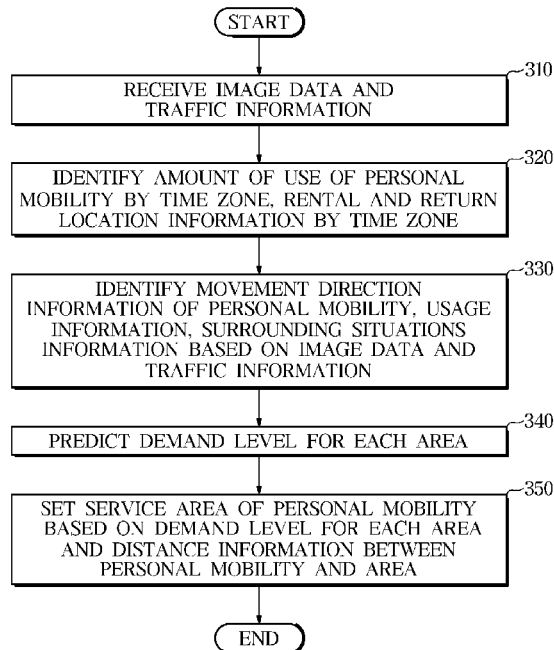 START
310
RECEIVE IMAGE DATA AND
TRAFFIC INFORMATION
320
IDENTIFY AMOUNT OF USE OF PERSONAL
MOBILITY BY TIME ZONE, RENTAL AND RETURN
LOCATION INFORMATION BY TIME ZONE
330
IDENTIFY MOVEMENT DIRECTION
INFORMATION OF PERSONAL MOBILITY, USAGE
INFORMATION, SURROUNDING SITUATIONS
INFORMATION BASED ON IMAGE DATA AND
TRAFFIC INFORMATION
340
PREDICT DEMAND LEVEL FOR EACH AREA
350
SET SERVICE AREA OF PERSONAL MOBILITY
BASED ON DEMAND LEVEL FOR EACH AREA
AND DISTANCE INFORMATION BETWEEN
PERSONAL MOBILITY AND AREA
END